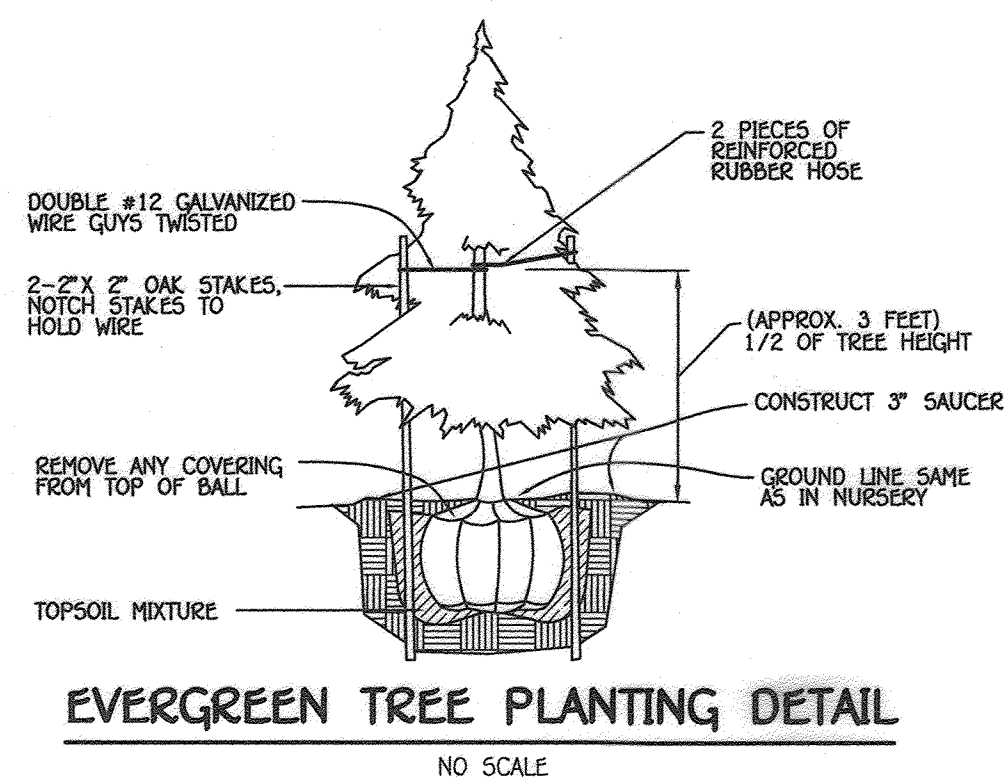 2 PIECES OF
REINFORCED
RUBBER HOSE
DOUBLE #12 GALVANIZED
WIRE GUYS TWISTED
2-2"X 2" OAK STAKES,
NOTCH STAKES TO
HOLD WIRE
(APPROX. 3 FEET)
1/2 OF TREE HEIGHT
CONSTRUCT 3" SAUCER
REMOVE ANY COVERING
FROM TOP OF BALL
GROUND LINE SAME
AS IN NURSERY
TOPSOIL MIXTURE
EVERGREEN TREE PLANTING DETAIL
NO SCALE